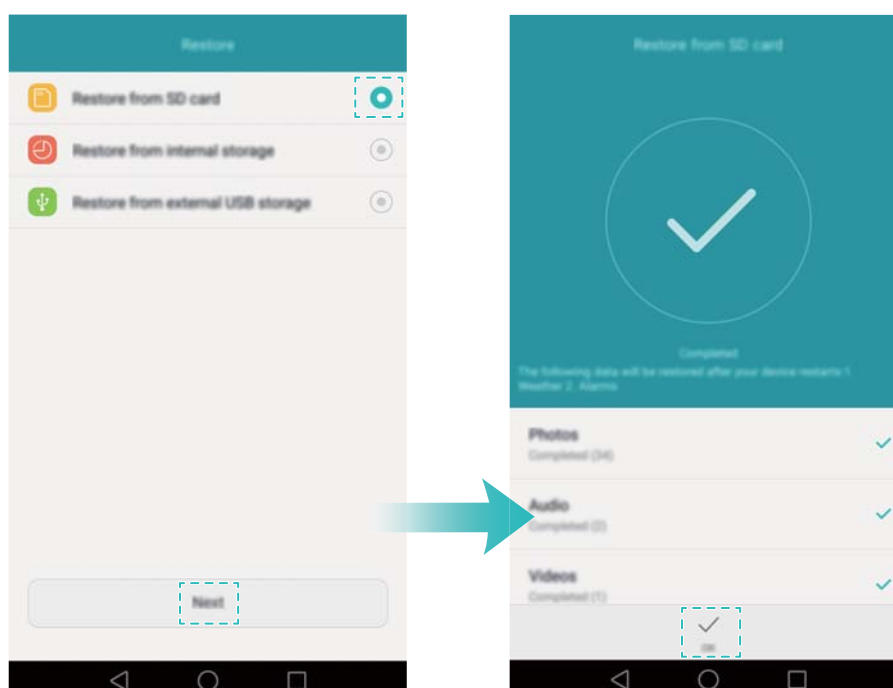 Restore
Restore from SD card
Restore from internal storage
Restore from external USB storage
Next
Restore from SD card
Completed
The following data will be restored after your device restarts:1.
Weather 2. Alarms
Photos
Completed (34)
Audio
Completed (2)
Videos
Completed (1)
OK